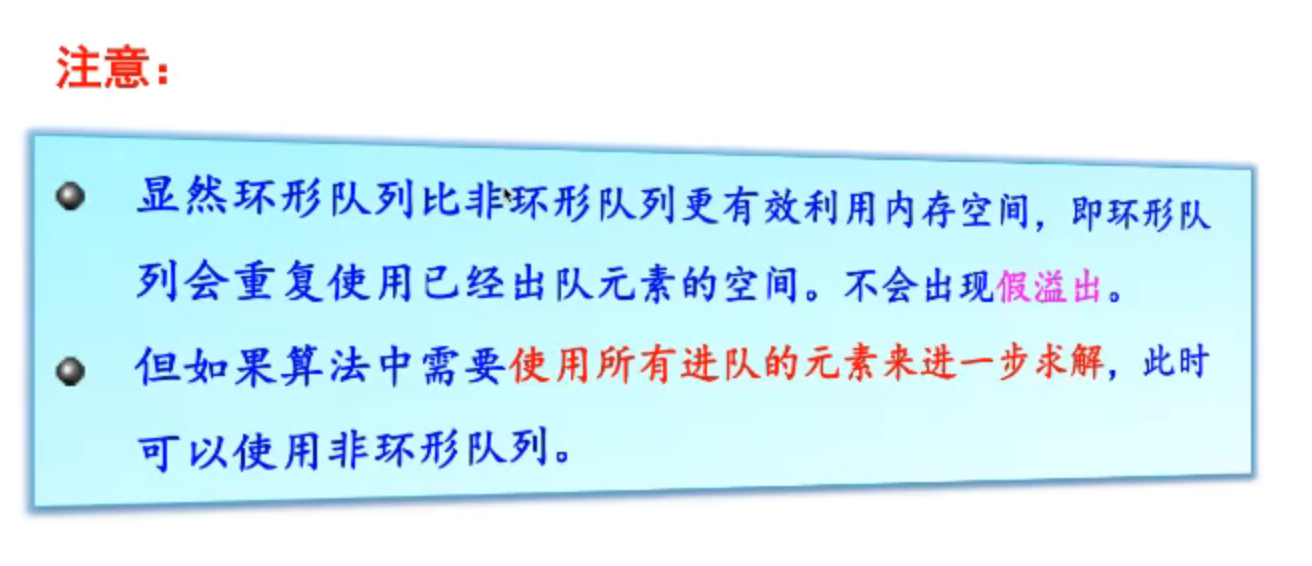 注意：
显然环形队列比非环形队列更有效利用内存空间，即环形队
列会重复使用已经出队元素的空间。不会出现假溢出。
但如果算法中需要使用所有进队的元素来进一步求解，此时
可以使用非环形队列。